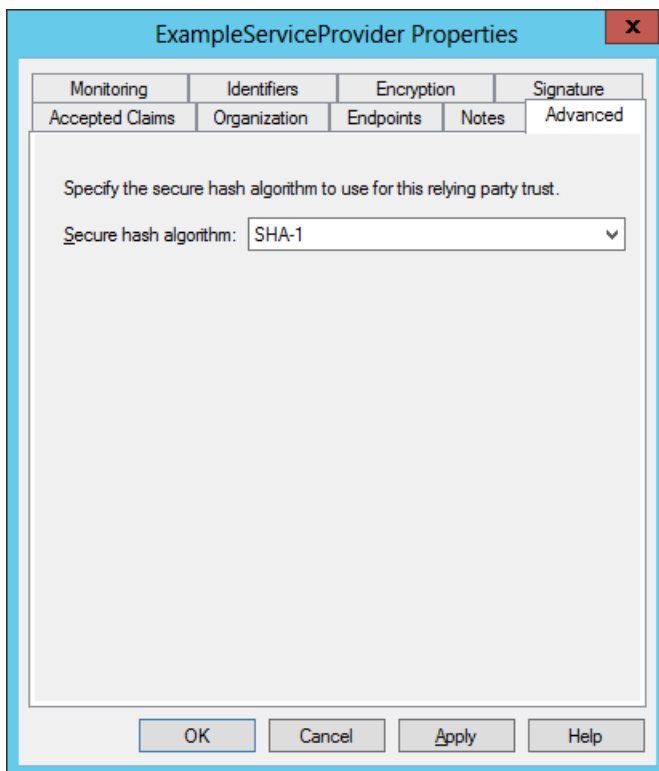 ExampleServiceProvider Properties
x
Monitoring Identifiers Encryption Signature
Accepted Claims Organization Endpoints Notes Advanced
Specify the secure hash algorithm to use for this relying party trust.
Secure hash algorithm: SHA-1
OK Cancel Apply Help